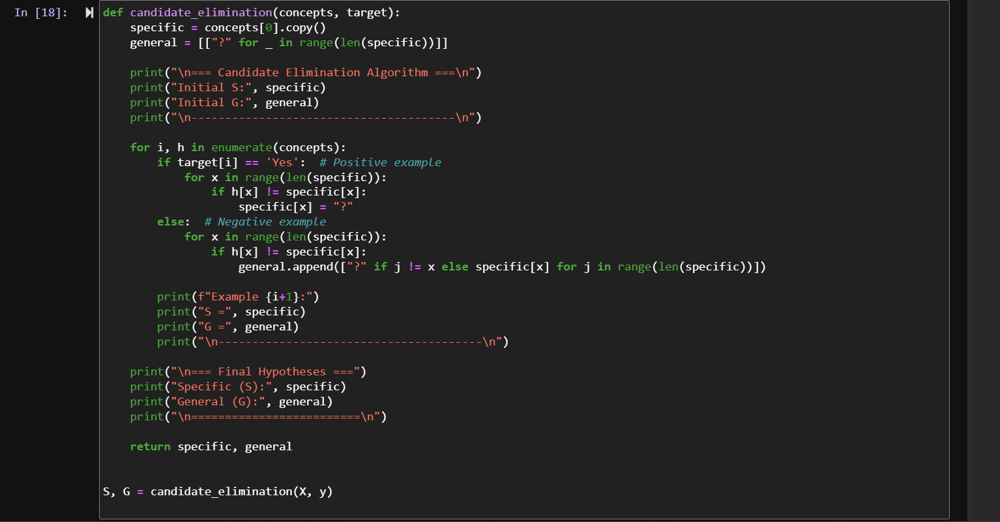 In [18]:
def candidate_elimination(concepts, target):
    specific = concepts[0].copy()
    general = [["?" for _ in range(len(specific))]]

    print("\n=== Candidate Elimination Algorithm ===\n")
    print("Initial S:", specific)
    print("Initial G:", general)
    print("\n---------------------------------------\n")

    for i, h in enumerate(concepts):
        if target[i] == 'Yes':  # Positive example
            for x in range(len(specific)):
                if h[x] != specific[x]:
                    specific[x] = "?"
        else:  # Negative example
            for x in range(len(specific)):
                if h[x] != specific[x]:
                    general.append(["?" if j != x else specific[x] for j in range(len(specific))])

        print(f"Example {i+1}:")
        print("S =", specific)
        print("G =", general)
        print("\n---------------------------------------\n")

    print("\n=== Final Hypotheses ===")
    print("Specific (S):", specific)
    print("General (G):", general)
    print("\n=========================\n")

    return specific, general


S, G = candidate_elimination(X, y)